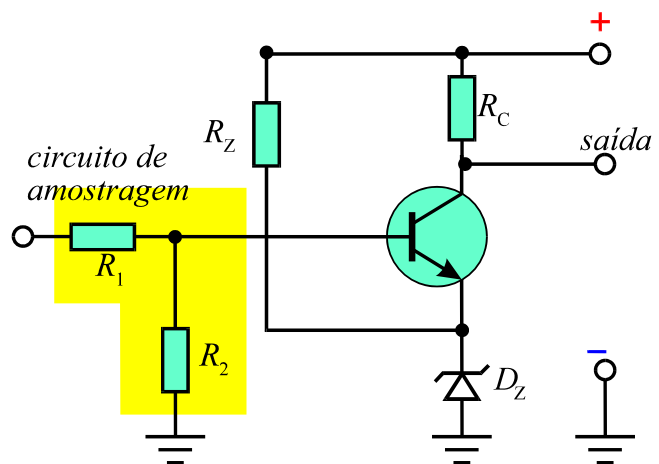 +
R_Z
R_C
saída
circuito de
amostragem
R_1
R_2
–
D_Z